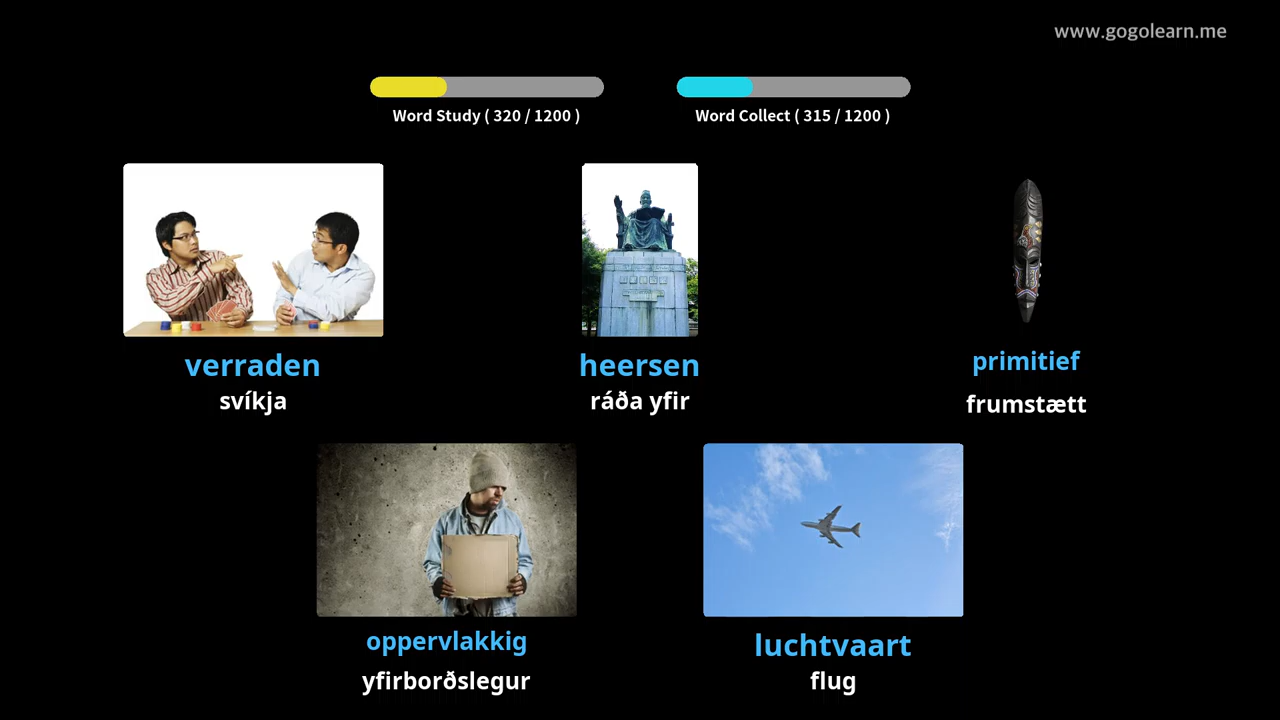 www.gogolearn.me
Word Study ( 320 / 1200 )
Word Collect ( 315 / 1200 )
verraden
svíkja
heersen
ráða yfir
primitief
frumstætt
oppervlakkig
yfirborðslegur
luchtvaart
flug